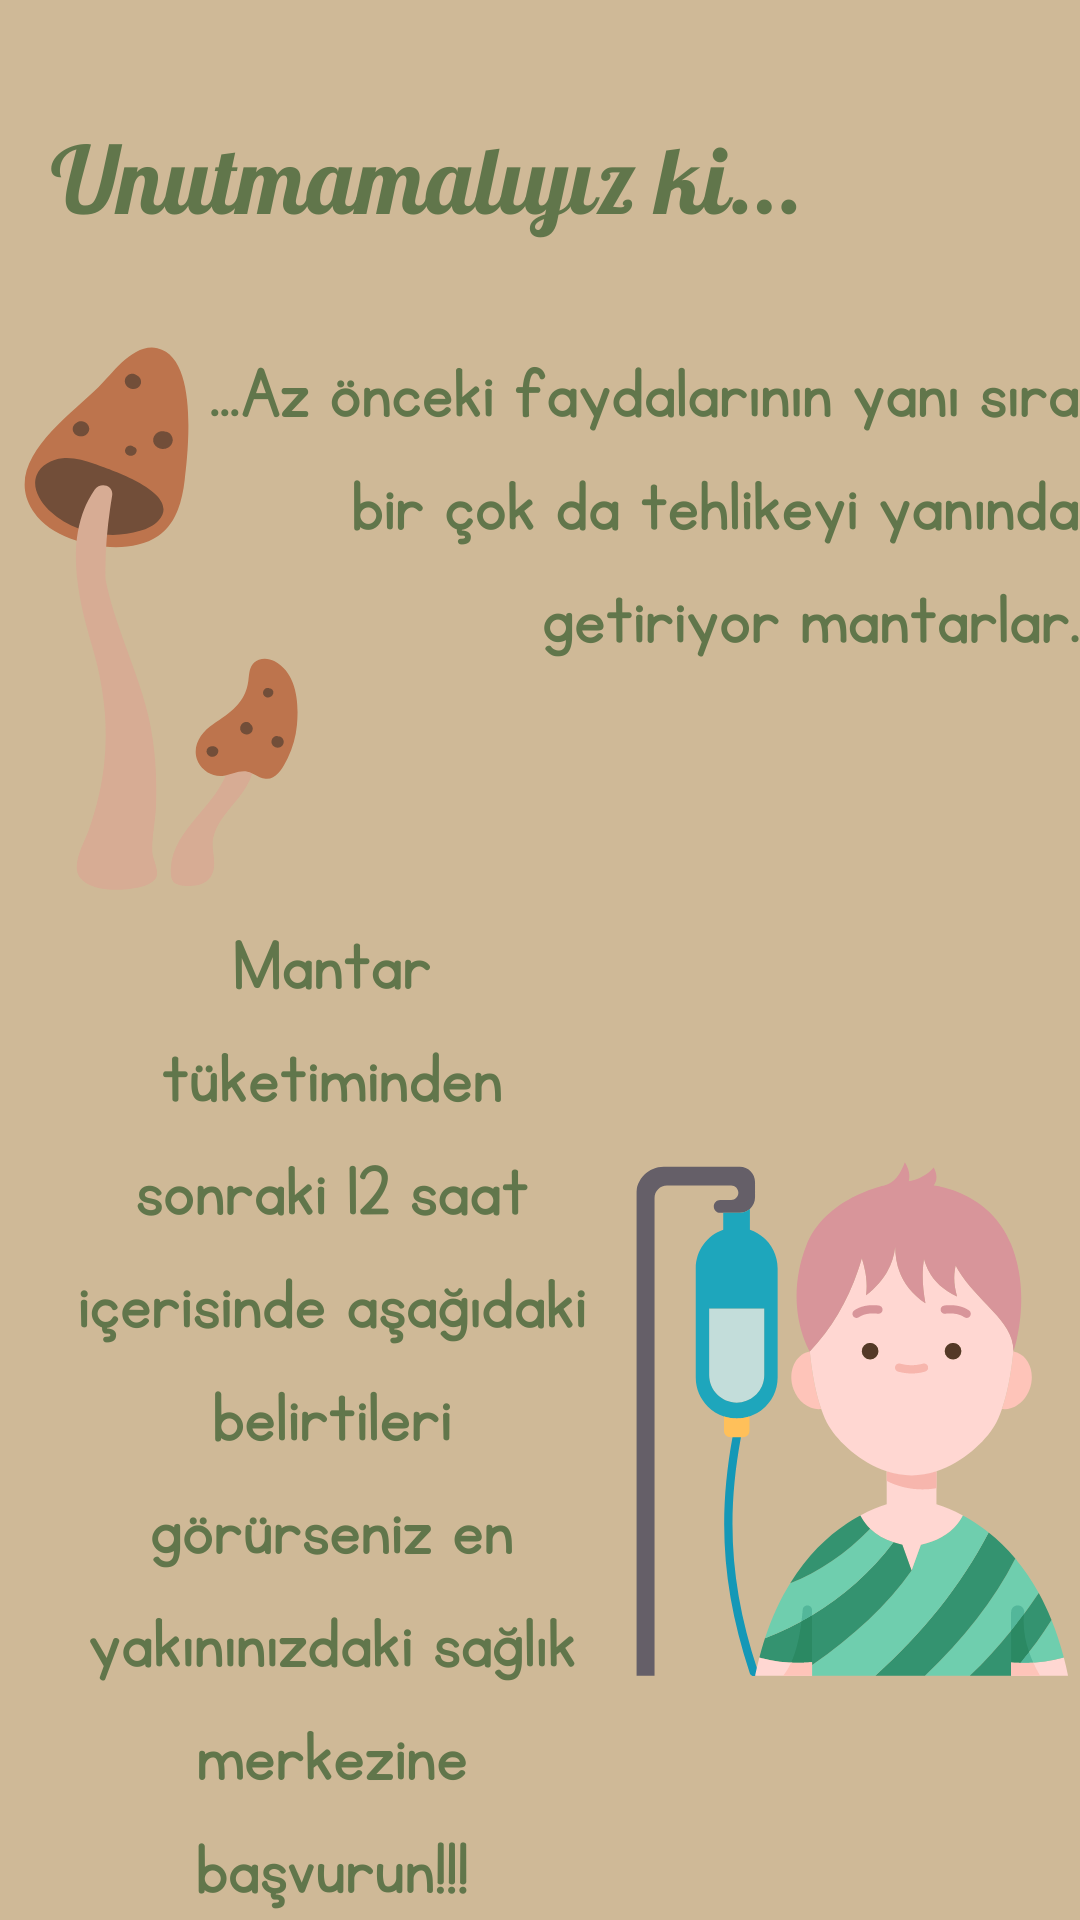 Unutmamalıyız ki...
...Az önceki faydalarının yanı sıra
bir çok da tehlikeyi yanında
getiriyor mantarlar.
Mantar
tüketiminden
sonraki 12 saat
içerisinde aşağıdaki
belirtileri
görürseniz en
yakınınızdaki sağlık
merkezine
başvurun!!!